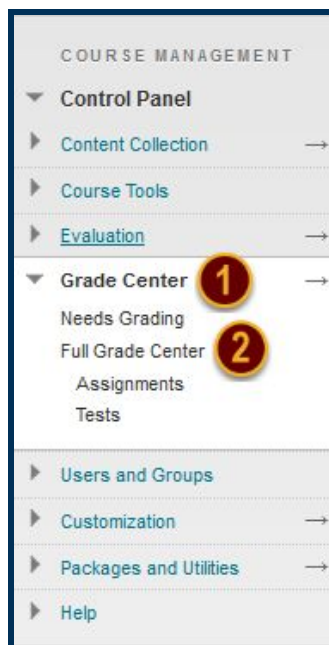 COURSE MANAGEMENT
Control Panel
Content Collection
Course Tools
Evaluation
Grade Center 1
Needs Grading
Full Grade Center 2
Assignments
Tests
Users and Groups
Customization
Packages and Utilities
Help